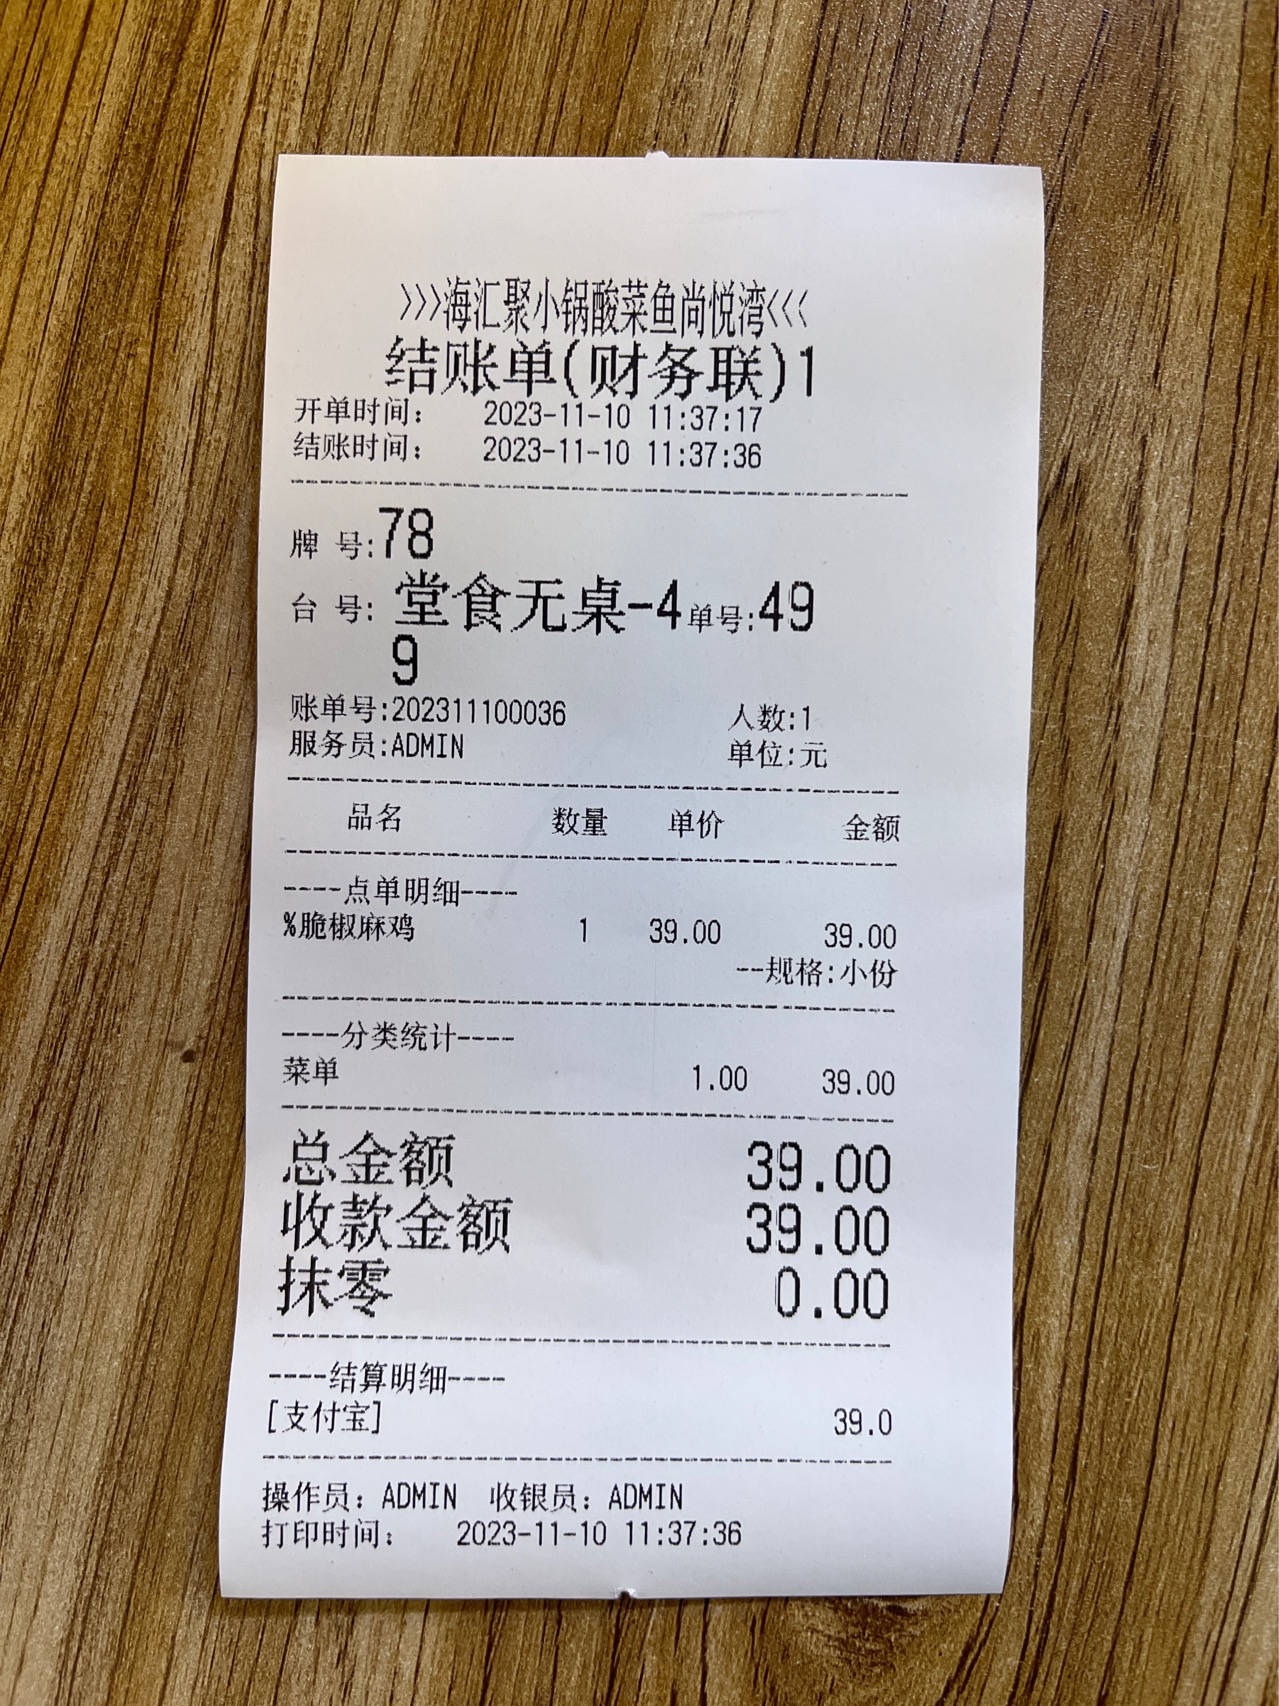 >>>海汇聚小锅酸菜鱼尚悦湾<<<
结账单(财务联)1
开单时间: 2023-11-10 11:37:17
结账时间: 2023-11-10 11:37:36
牌 号:78
台 号: 堂食无桌-4单号:49
9
账单号:202311100036 人数:1
服务员:ADMIN 单位:元
品名 数量 单价 金额
----点单明细----
%脆椒麻鸡 1 39.00 39.00
--规格:小份
----分类统计----
菜单 1.00 39.00
总金额 39.00
收款金额 39.00
抹零 0.00
----结算明细----
[支付宝] 39.0
操作员: ADMIN 收银员: ADMIN
打印时间: 2023-11-10 11:37:36